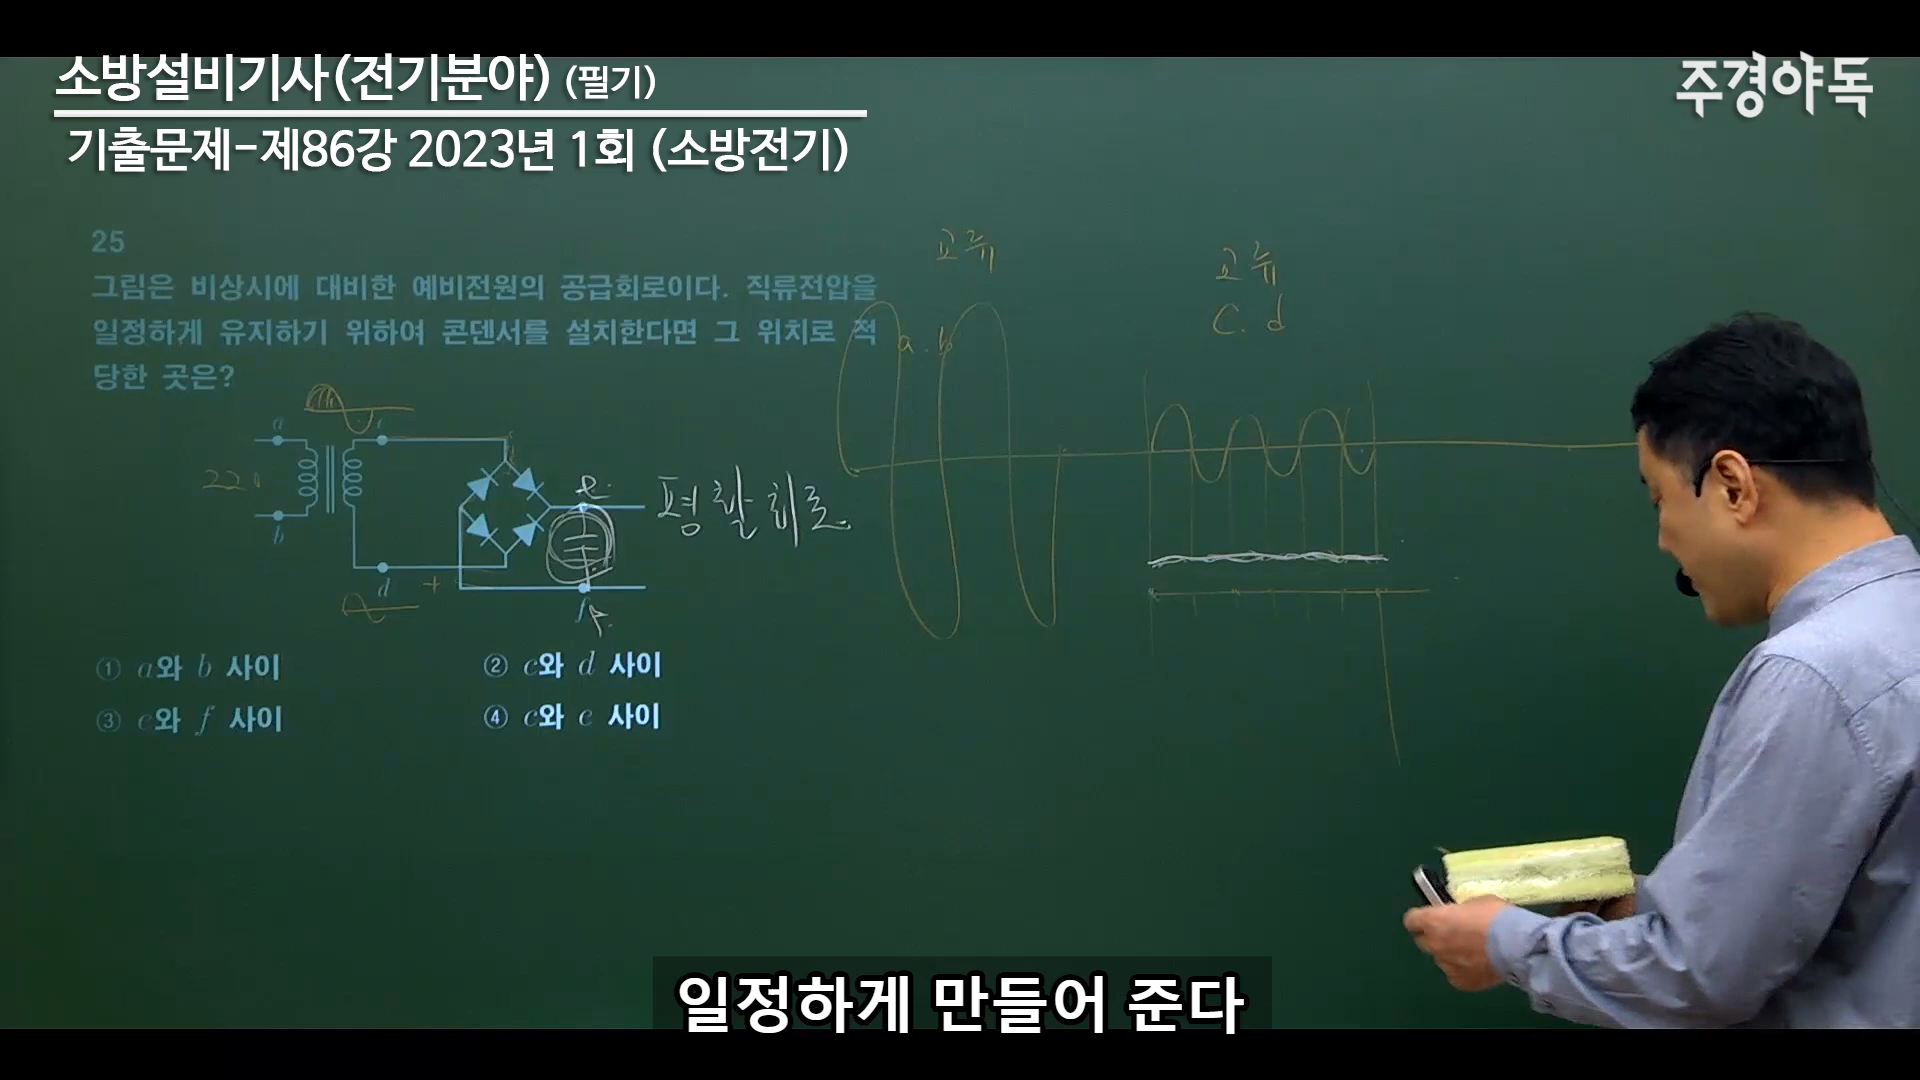 소방설비기사(전기분야) (필기)
주경야독
기출문제-제86강 2023년 1회 (소방전기)
25
그림은 비상시에 대비한 예비전원의 공급회로이다. 직류전압을
일정하게 유지하기 위하여 콘덴서를 설치한다면 그 위치로 적
당한 곳은?
교류
교류
a. b
C. d
a
c
220
b
d
+
e.
평활회로
f.
① a와 b 사이
② c와 d 사이
③ e와 f 사이
④ c와 e 사이
일정하게 만들어 준다